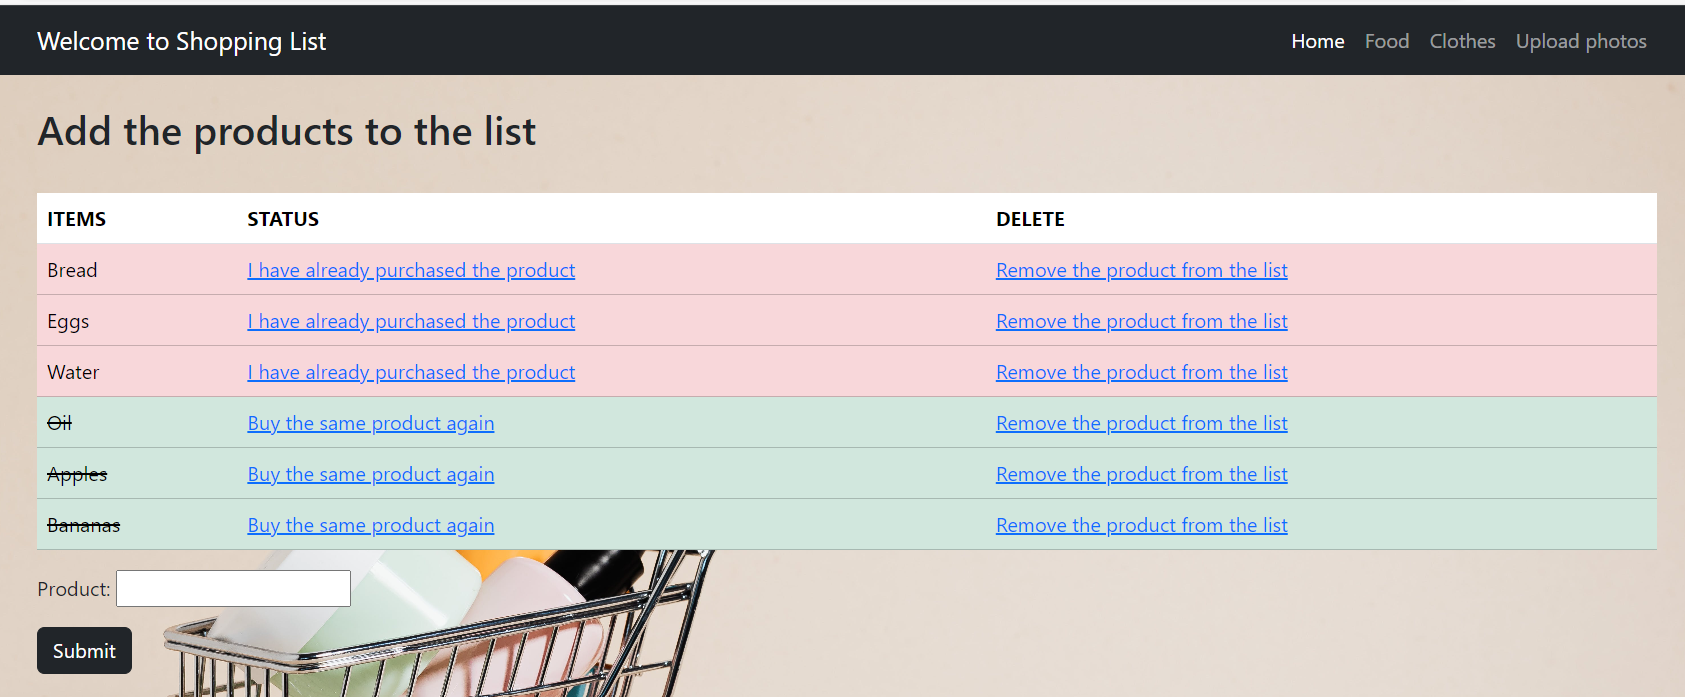 Welcome to Shopping List Home Food Clothes Upload photos
Add the products to the list
ITEMS STATUS DELETE
Bread I have already purchased the product Remove the product from the list
Eggs I have already purchased the product Remove the product from the list
Water I have already purchased the product Remove the product from the list
Oil Buy the same product again Remove the product from the list
Apples Buy the same product again Remove the product from the list
Bananas Buy the same product again Remove the product from the list
Product:
Submit